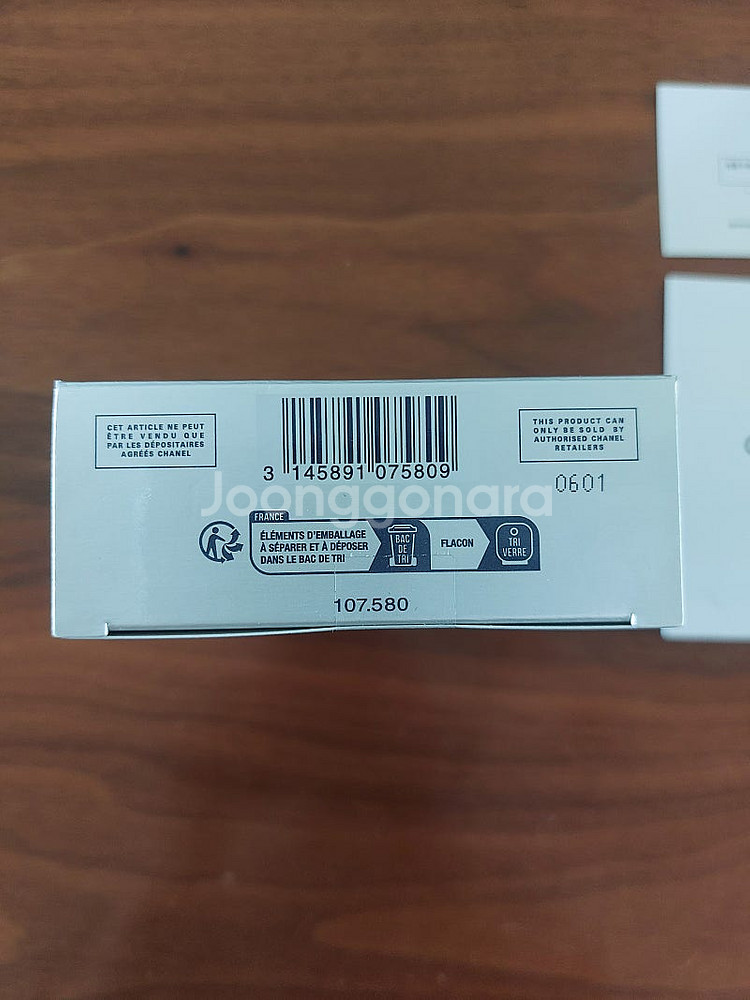 CET ARTICLE NE PEUT
ÊTRE VENDU QUE
PAR LES DÉPOSITAIRES
AGRÉÉS CHANEL
3 145891 075809
THIS PRODUCT CAN
ONLY BE SOLD BY
AUTHORISED CHANEL
RETAILERS
0601
Joonggonara
FRANCE
ÉLÉMENTS D'EMBALLAGE
À SÉPARER ET À DÉPOSER
DANS LE BAC DE TRI
BAC
DE
TRI
FLACON
TRI
VERRE
107.580